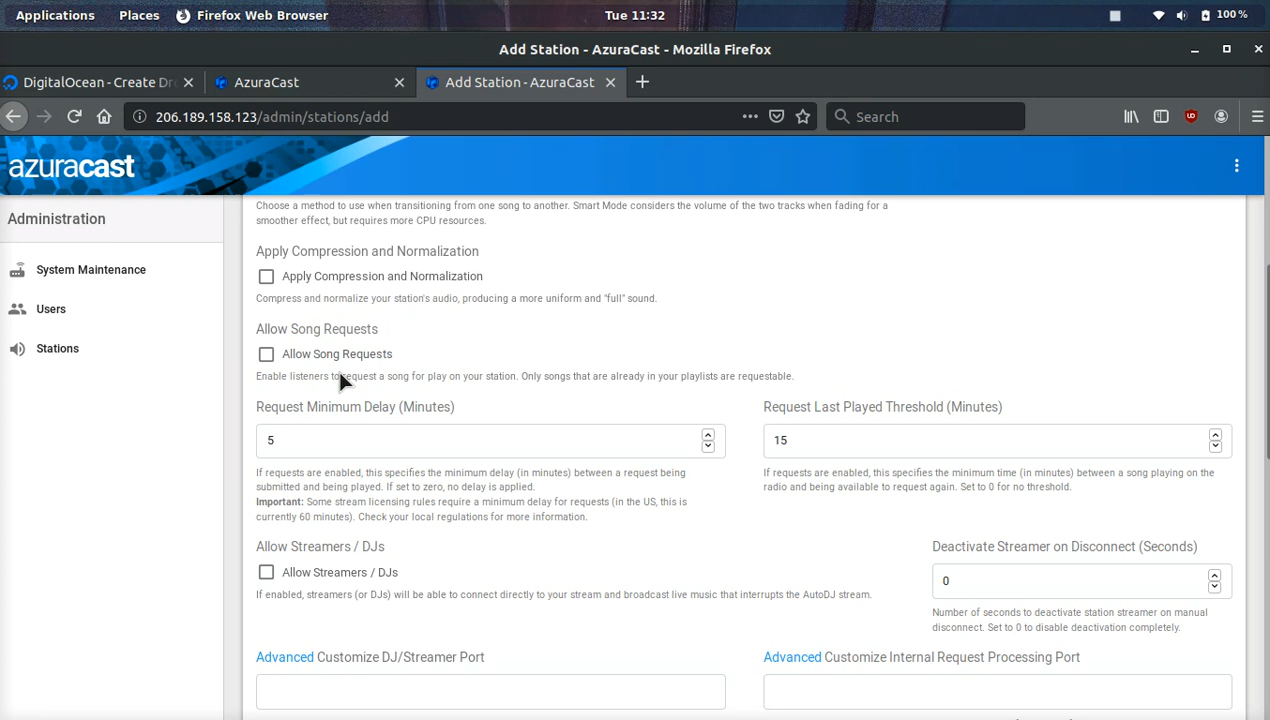 Applications Places Firefox Web Browser Tue 11:32 100 %
Add Station - AzuraCast - Mozilla Firefox
DigitalOcean - Create Dr AzuraCast Add Station - AzuraCast
206.189.158.123/admin/stations/add Search
azuracast
Administration
System Maintenance
Users
Stations
Choose a method to use when transitioning from one song to another. Smart Mode considers the volume of the two tracks when fading for a
smoother effect, but requires more CPU resources.
Apply Compression and Normalization
Apply Compression and Normalization
Compress and normalize your station's audio, producing a more uniform and "full" sound.
Allow Song Requests
Allow Song Requests
Enable listeners to request a song for play on your station. Only songs that are already in your playlists are requestable.
Request Minimum Delay (Minutes)
5
If requests are enabled, this specifies the minimum delay (in minutes) between a request being
submitted and being played. If set to zero, no delay is applied.
Important: Some stream licensing rules require a minimum delay for requests (in the US, this is
currently 60 minutes). Check your local regulations for more information.
Request Last Played Threshold (Minutes)
15
If requests are enabled, this specifies the minimum time (in minutes) between a song playing on the
radio and being available to request again. Set to 0 for no threshold.
Allow Streamers / DJs
Allow Streamers / DJs
If enabled, streamers (or DJs) will be able to connect directly to your stream and broadcast live music that interrupts the AutoDJ stream.
Deactivate Streamer on Disconnect (Seconds)
0
Number of seconds to deactivate station streamer on manual
disconnect. Set to 0 to disable deactivation completely.
Advanced Customize DJ/Streamer Port
Advanced Customize Internal Request Processing Port